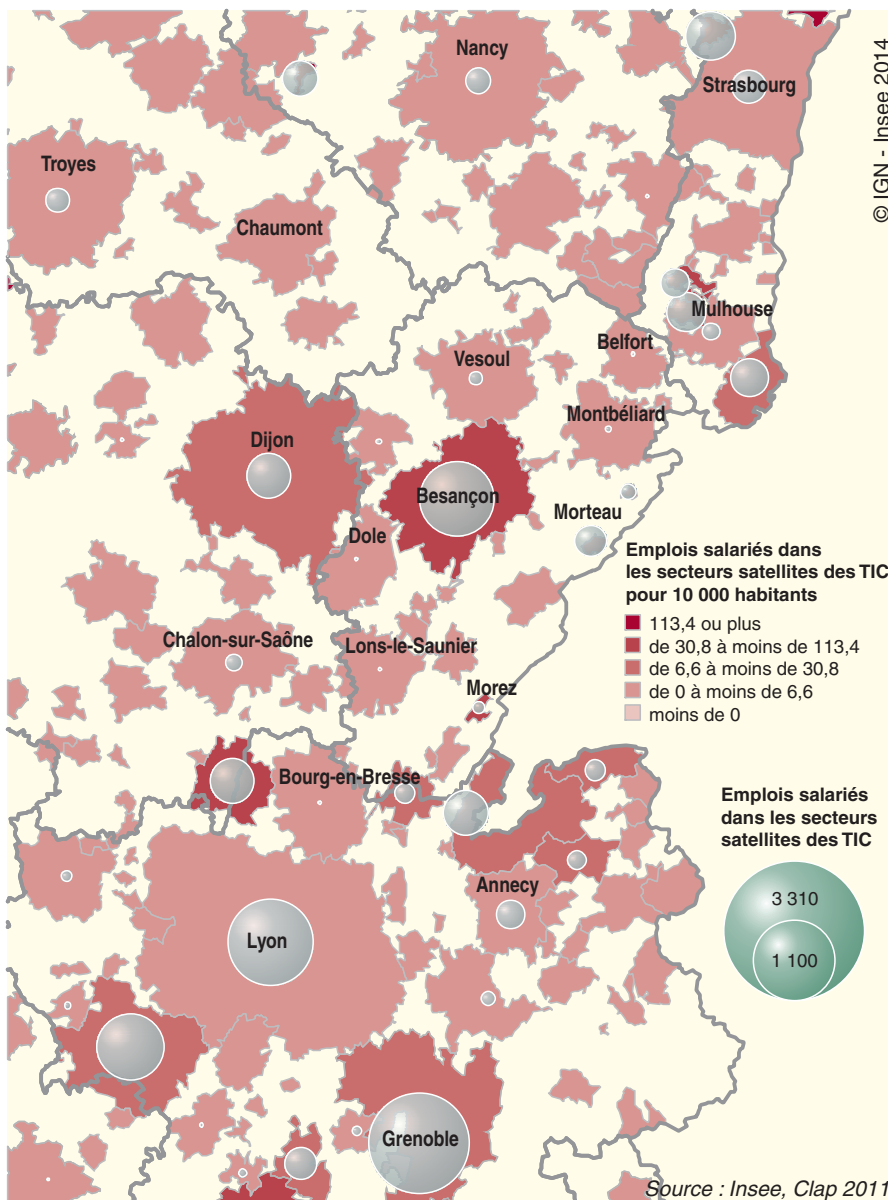 Nancy
Strasbourg
© IGN - Insee 2014
Troyes
Chaumont
Mulhouse
Belfort
Vesoul
Montbéliard
Dijon
Besançon
Morteau
Dole
Emplois salariés dans
les secteurs satellites des TIC
pour 10 000 habitants
113,4 ou plus
de 30,8 à moins de 113,4
de 6,6 à moins de 30,8
de 0 à moins de 6,6
moins de 0
Chalon-sur-Saône
Lons-le-Saunier
Morez
Bourg-en-Bresse
Emplois salariés
dans les secteurs
satellites des TIC
3 310
1 100
Annecy
Lyon
Grenoble
Source : Insee, Clap 2011